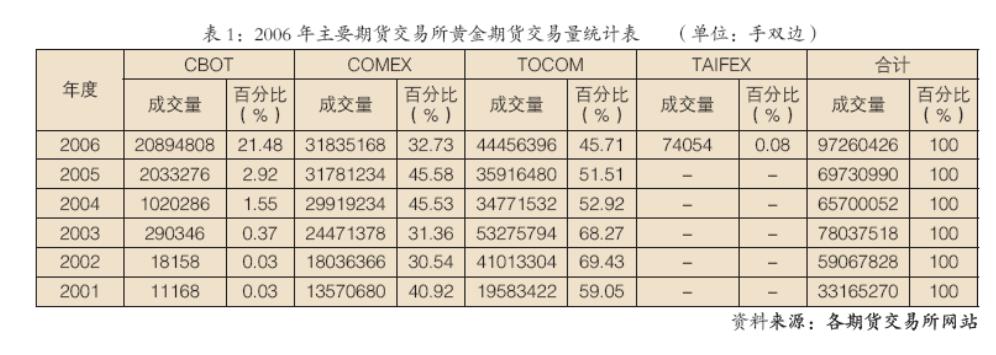 表 1：2006 年主要期货交易所黄金期货交易量统计表 （单位：手双边）
年度 CBOT COMEX TOCOM TAIFEX 合计
成交量 百分比（%） 成交量 百分比（%） 成交量 百分比（%） 成交量 百分比（%） 成交量 百分比（%）
2006 20894808 21.48 31835168 32.73 44456396 45.71 74054 0.08 97260426 100
2005 2033276 2.92 31781234 45.58 35916480 51.51 – – 69730990 100
2004 1020286 1.55 29919234 45.53 34771532 52.92 – – 65700052 100
2003 290346 0.37 24471378 31.36 53275794 68.27 – – 78037518 100
2002 18158 0.03 18036366 30.54 41013304 69.43 – – 59067828 100
2001 11168 0.03 13570680 40.92 19583422 59.05 – – 33165270 100
资料来源：各期货交易所网站